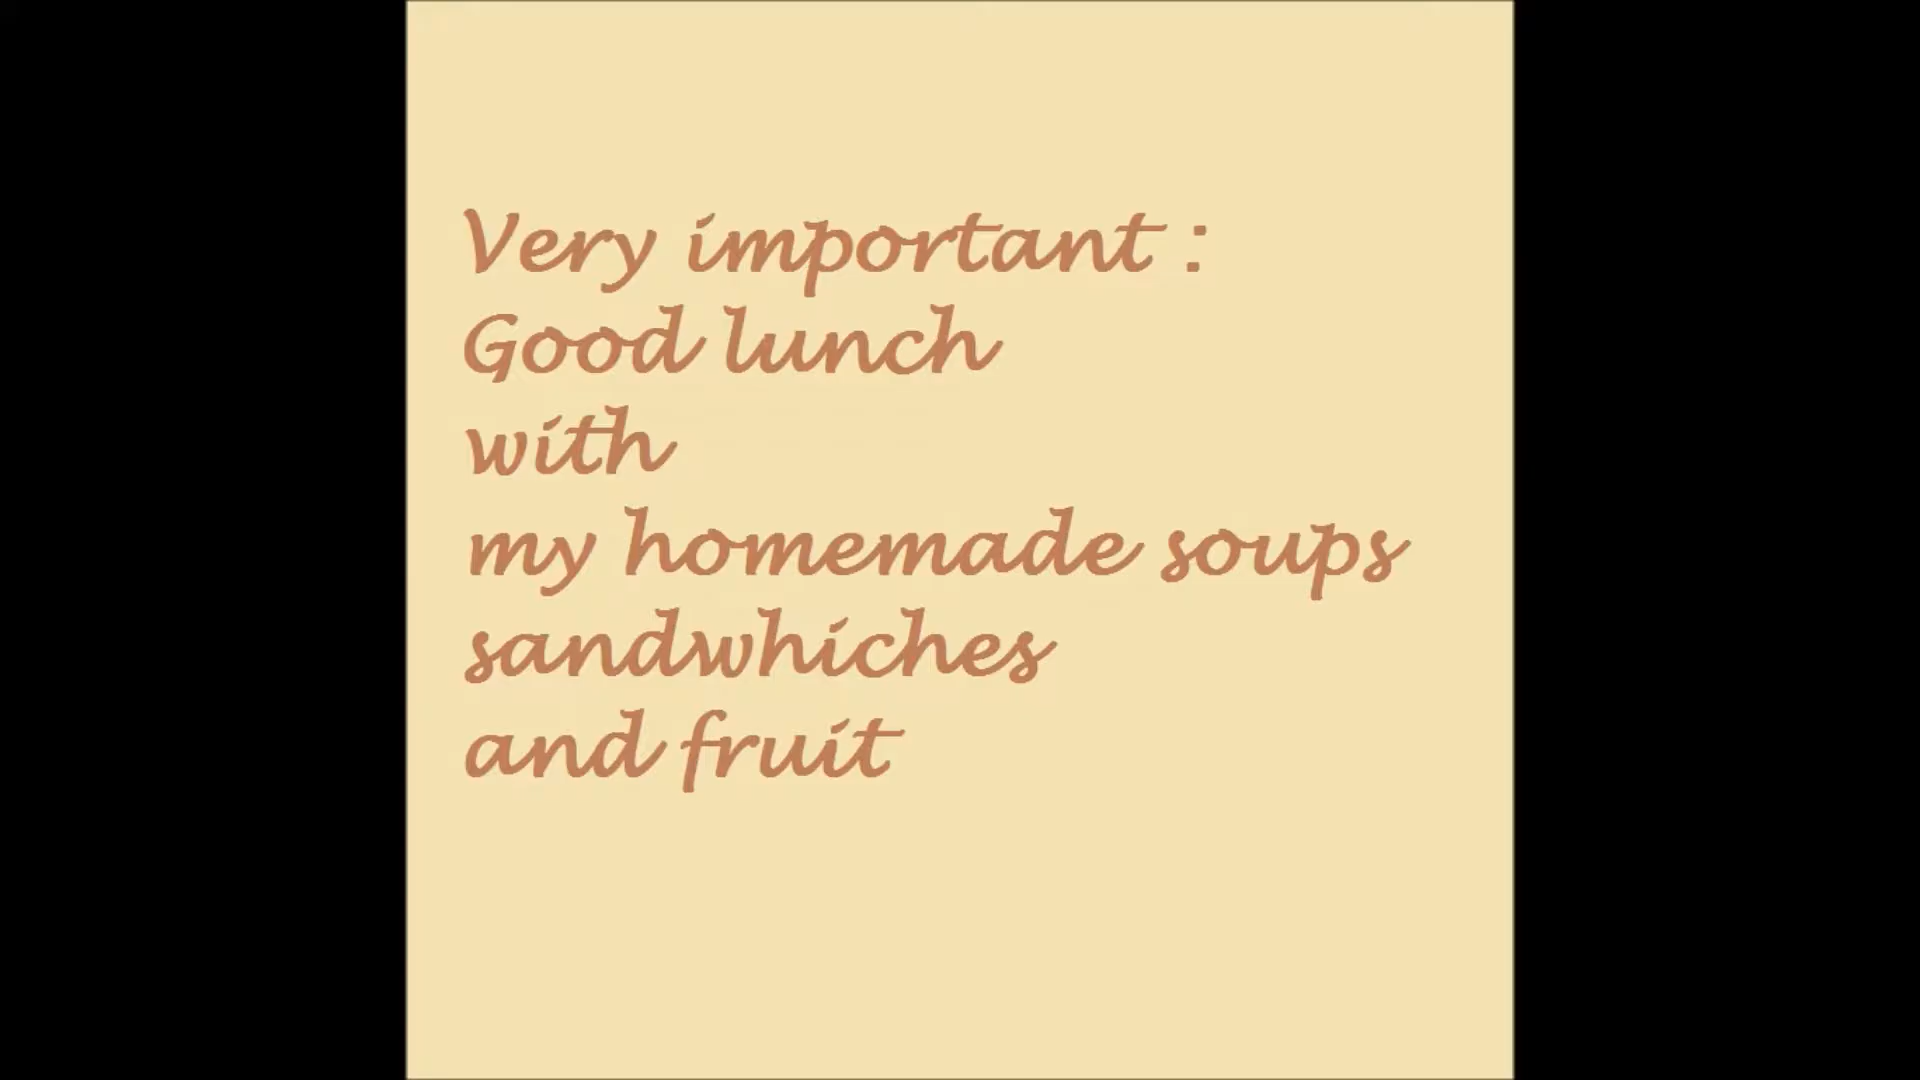 Very important :
Good lunch
with
my homemade soups
sandwhiches
and fruit